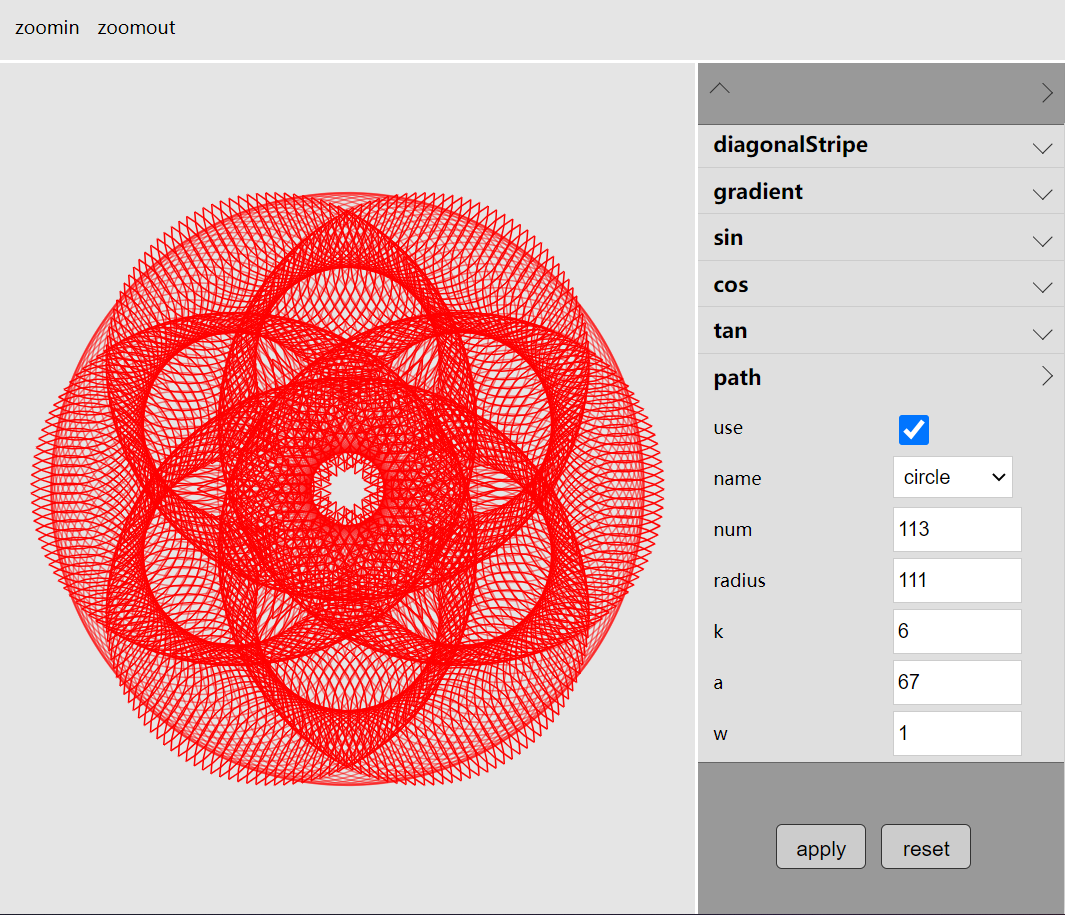 zoomin zoomout
diagonalStripe
gradient
sin
cos
tan
path
use
name circle
num 113
radius 111
k 6
a 67
w 1
apply reset